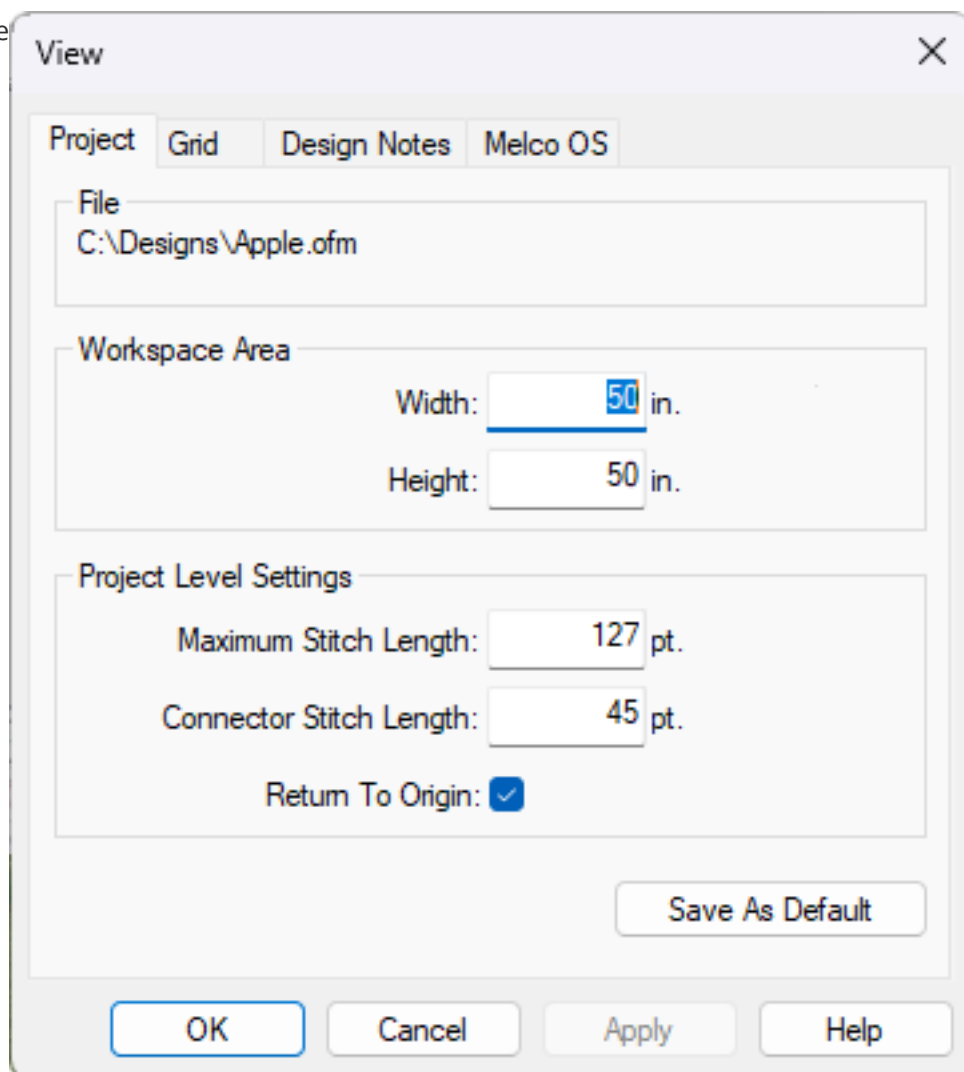 e
View
Project Grid Design Notes Melco OS
File
C:\Designs\Apple.ofm
Workspace Area
Width: 50 in.
Height: 50 in.
Project Level Settings
Maximum Stitch Length: 127 pt.
Connector Stitch Length: 45 pt.
Return To Origin:
Save As Default
OK Cancel Apply Help